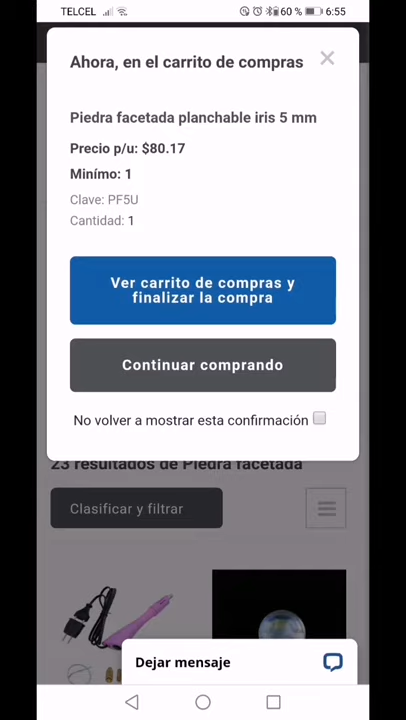 TELCEL 60 % 6:55
Ahora, en el carrito de compras
Piedra facetada planchable iris 5 mm
Precio p/u: $80.17
Minímo: 1
Clave: PF5U
Cantidad: 1
Ver carrito de compras y
finalizar la compra
Continuar comprando
No volver a mostrar esta confirmación
23 resultados de Piedra facetada
Clasificar y filtrar
Dejar mensaje